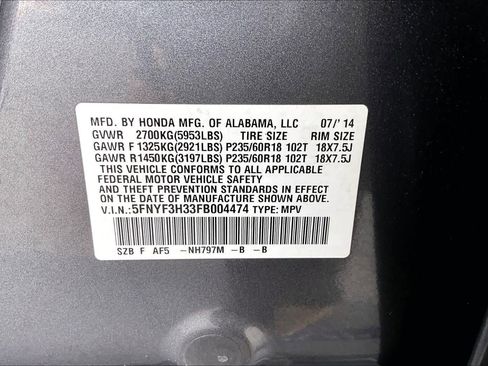 MFD. BY HONDA MFG. OF ALABAMA, LLC 07/'14
GVWR 2700KG(5953LBS) TIRE SIZE RIM SIZE
GAWR F 1325KG(2921LBS) P235/60R18 102T 18X7.5J
GAWR R1450KG(3197LBS) P235/60R18 102T 18X7.5J
THIS VEHICLE CONFORMS TO ALL APPLICABLE
FEDERAL MOTOR VEHICLE SAFETY
AND THEFT PREVENTION STANDARDS IN EFFECT
ON THE DATE OF MANUFACTURE SHOWN ABOVE.
V.I.N.:5FNYF3H33FB004474 TYPE: MPV
SZB F AF5 -NH797M -B -B